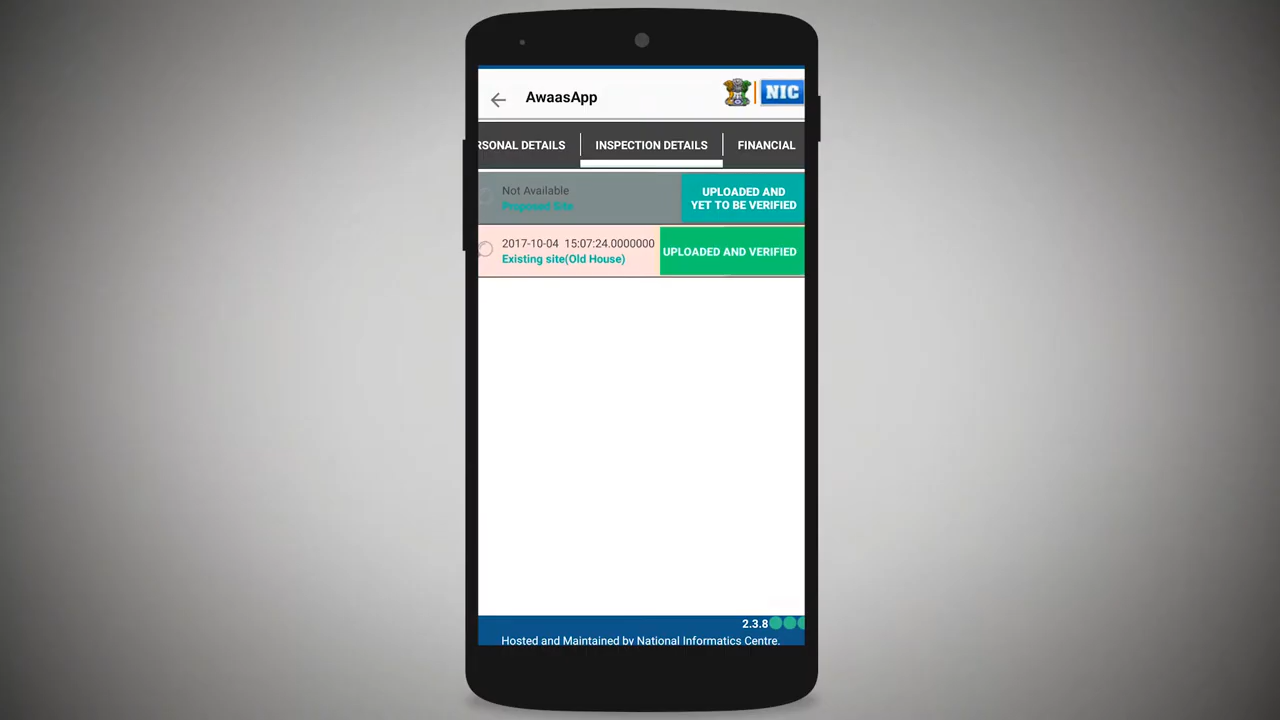 AwaasApp
NIC
RSONAL DETAILS
INSPECTION DETAILS
FINANCIAL
Not Available
Proposed Site
UPLOADED AND
YET TO BE VERIFIED
2017-10-04 15:07:24.0000000
Existing site(Old House)
UPLOADED AND VERIFIED
2.3.8
Hosted and Maintained by National Informatics Centre.